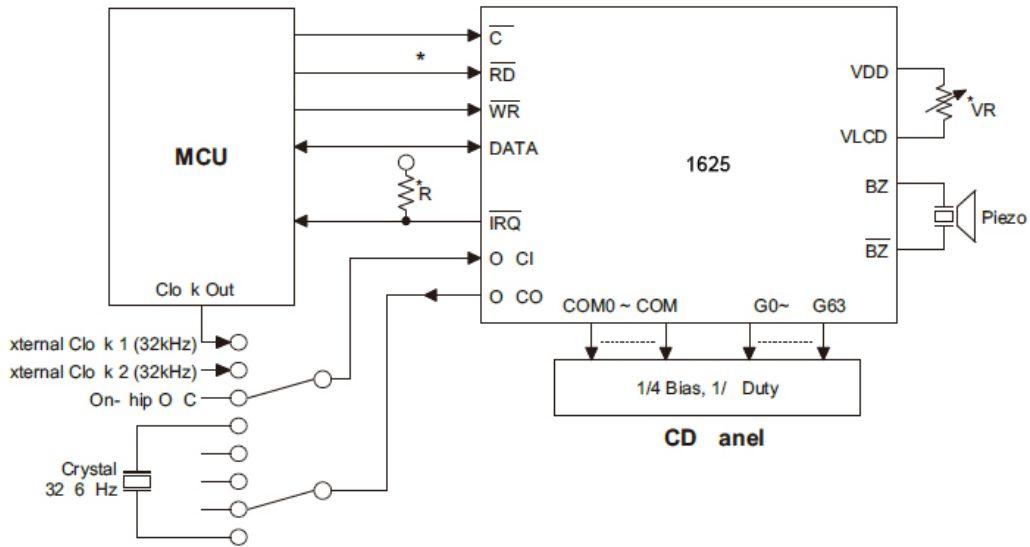 C
*
RD
WR
MCU
DATA
*R
IRQ
O CI
O CO
Clo k Out
1625
VDD
*VR
VLCD
BZ
Piezo
BZ
COM0 ~ COM
G0~ G63
1/4 Bias, 1/ Duty
CD anel
xternal Clo k 1 (32kHz)
xternal Clo k 2 (32kHz)
On- hip O C
Crystal
32 6 Hz